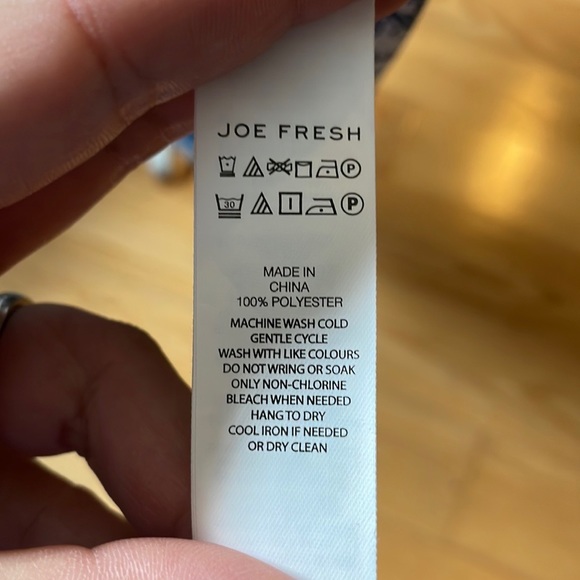 JOE FRESH
P
30 P
MADE IN
CHINA
100% POLYESTER
MACHINE WASH COLD
GENTLE CYCLE
WASH WITH LIKE COLOURS
DO NOT WRING OR SOAK
ONLY NON-CHLORINE
BLEACH WHEN NEEDED
HANG TO DRY
COOL IRON IF NEEDED
OR DRY CLEAN